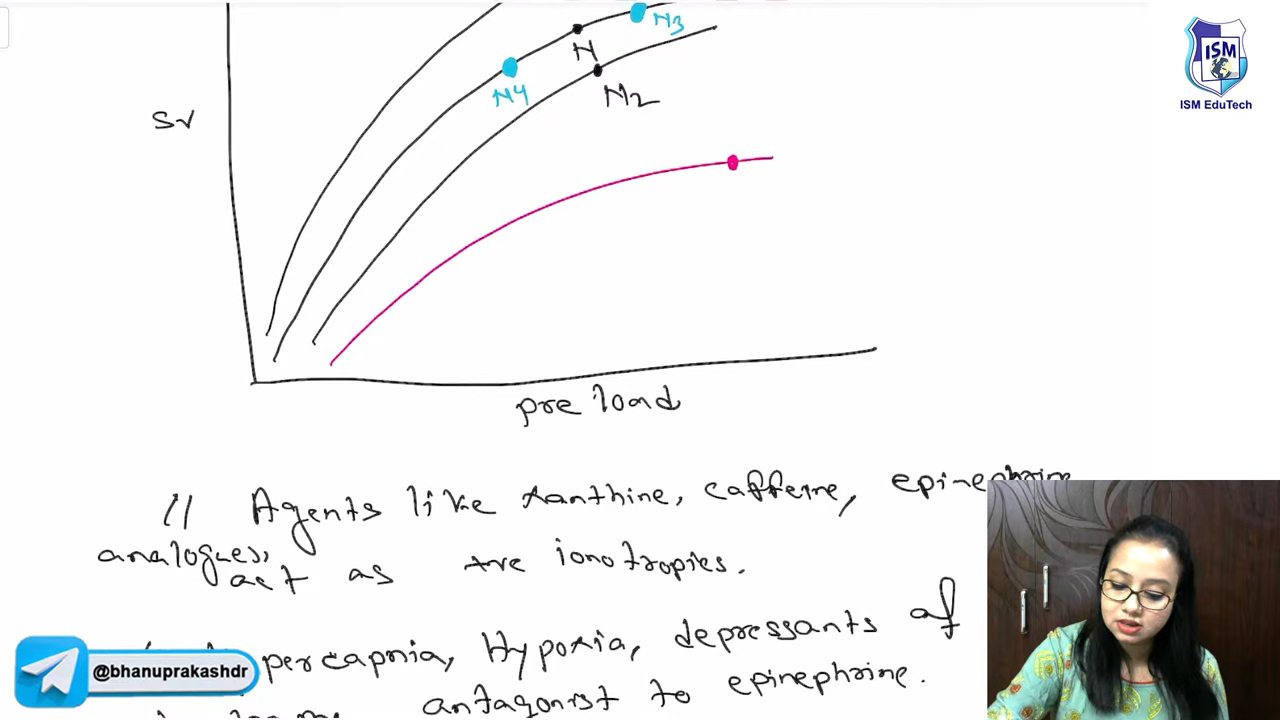 N3
ISM
N
N4
N2
ISM EduTech
SV
pre load
// Agents like xanthine, caffeine, epinephrine
analogues,
act as +ve ionotropics.
percapnia, Hypoxia, depressants of
@bhanuprakashdr
antagonist to epinephrine.